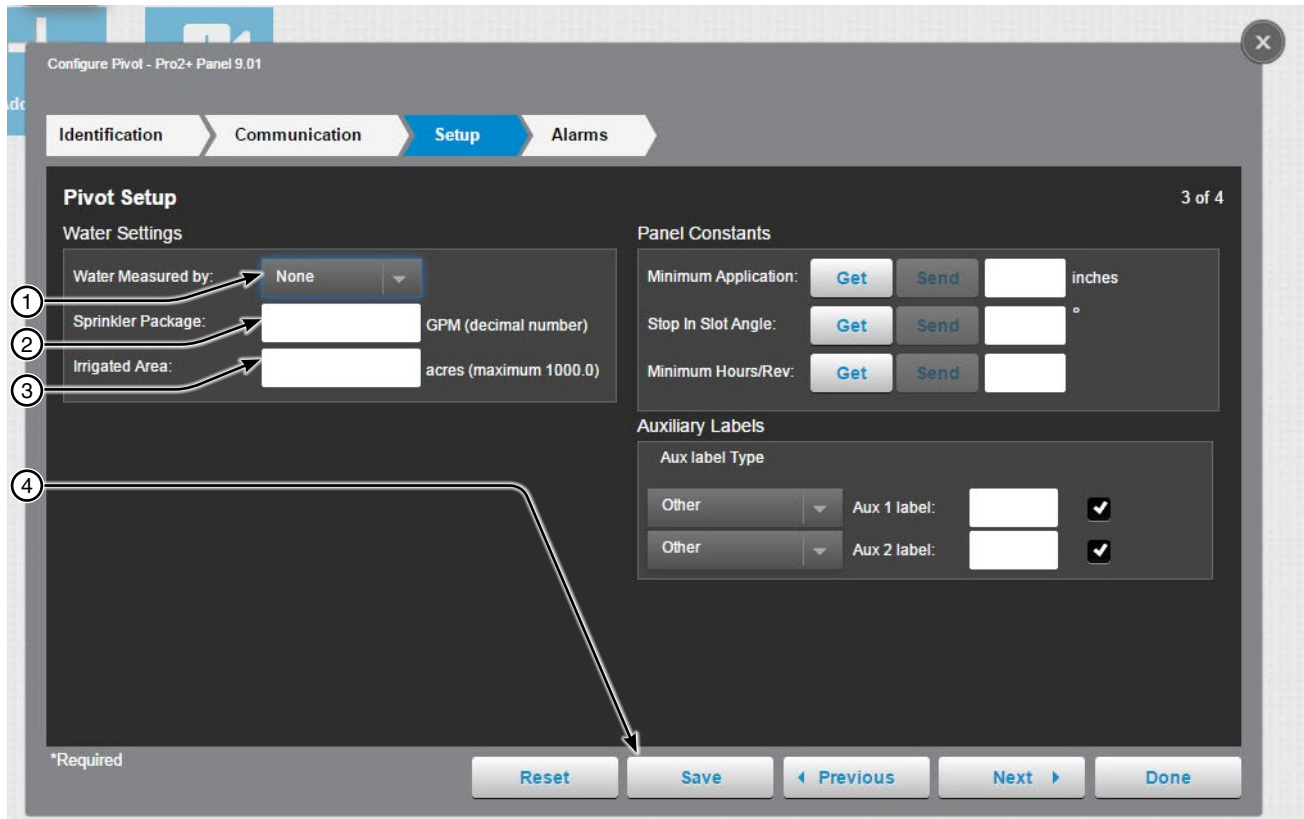 Add
Configure Pivot - Pro2+ Panel 9.01
Identification Communication Setup Alarms
Pivot Setup 3 of 4
Water Settings
1 Water Measured by: None
2 Sprinkler Package: GPM (decimal number)
3 Irrigated Area: acres (maximum 1000.0)
Panel Constants
Minimum Application: Get Send inches
Stop In Slot Angle: Get Send °
Minimum Hours/Rev: Get Send
Auxiliary Labels
Aux label Type
Other Aux 1 label:
Other Aux 2 label:
4
*Required
Reset Save Previous Next Done